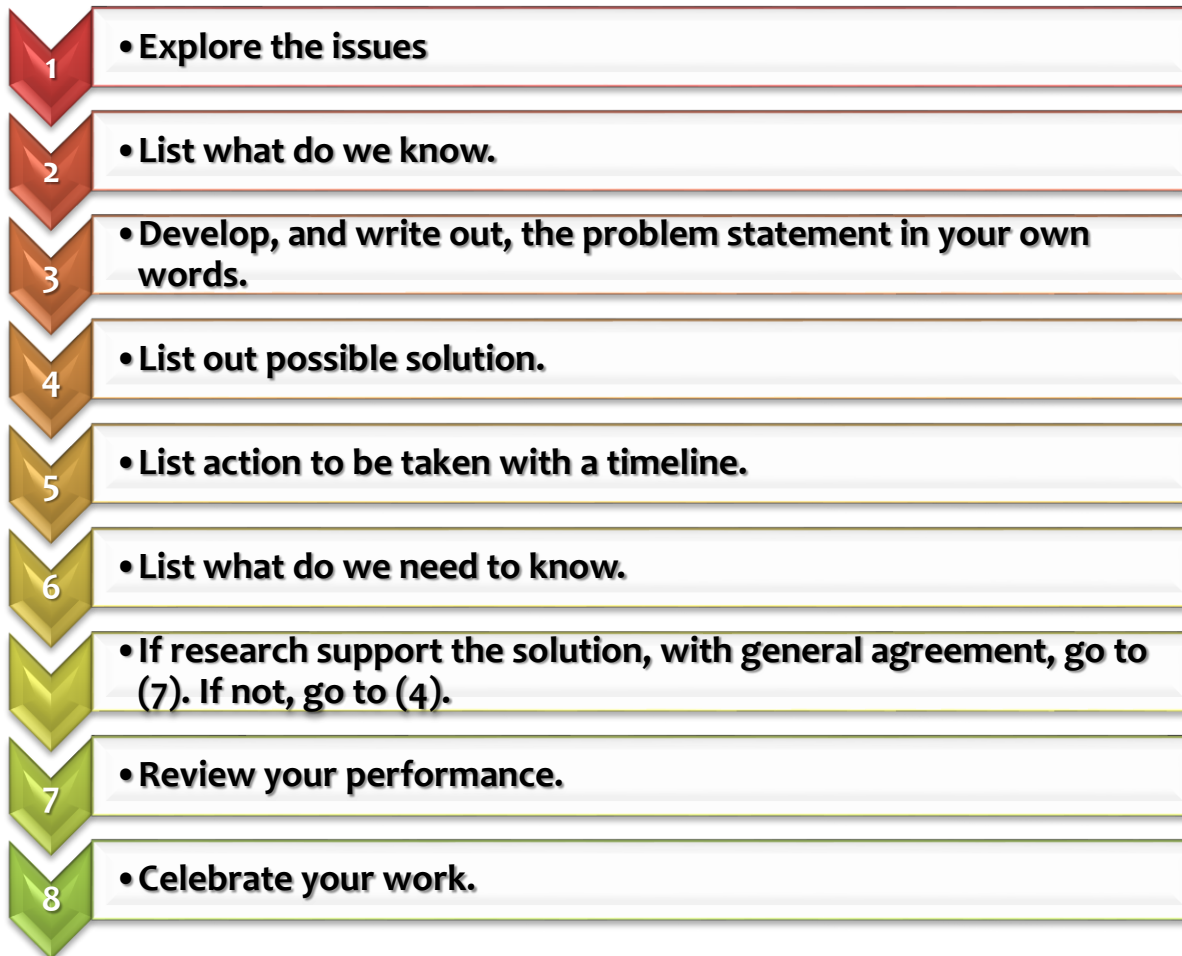 1
•Explore the issues
2
•List what do we know.
3
•Develop, and write out, the problem statement in your own
words.
4
•List out possible solution.
5
•List action to be taken with a timeline.
6
•List what do we need to know.
•If research support the solution, with general agreement, go to
(7). If not, go to (4).
7
•Review your performance.
8
•Celebrate your work.